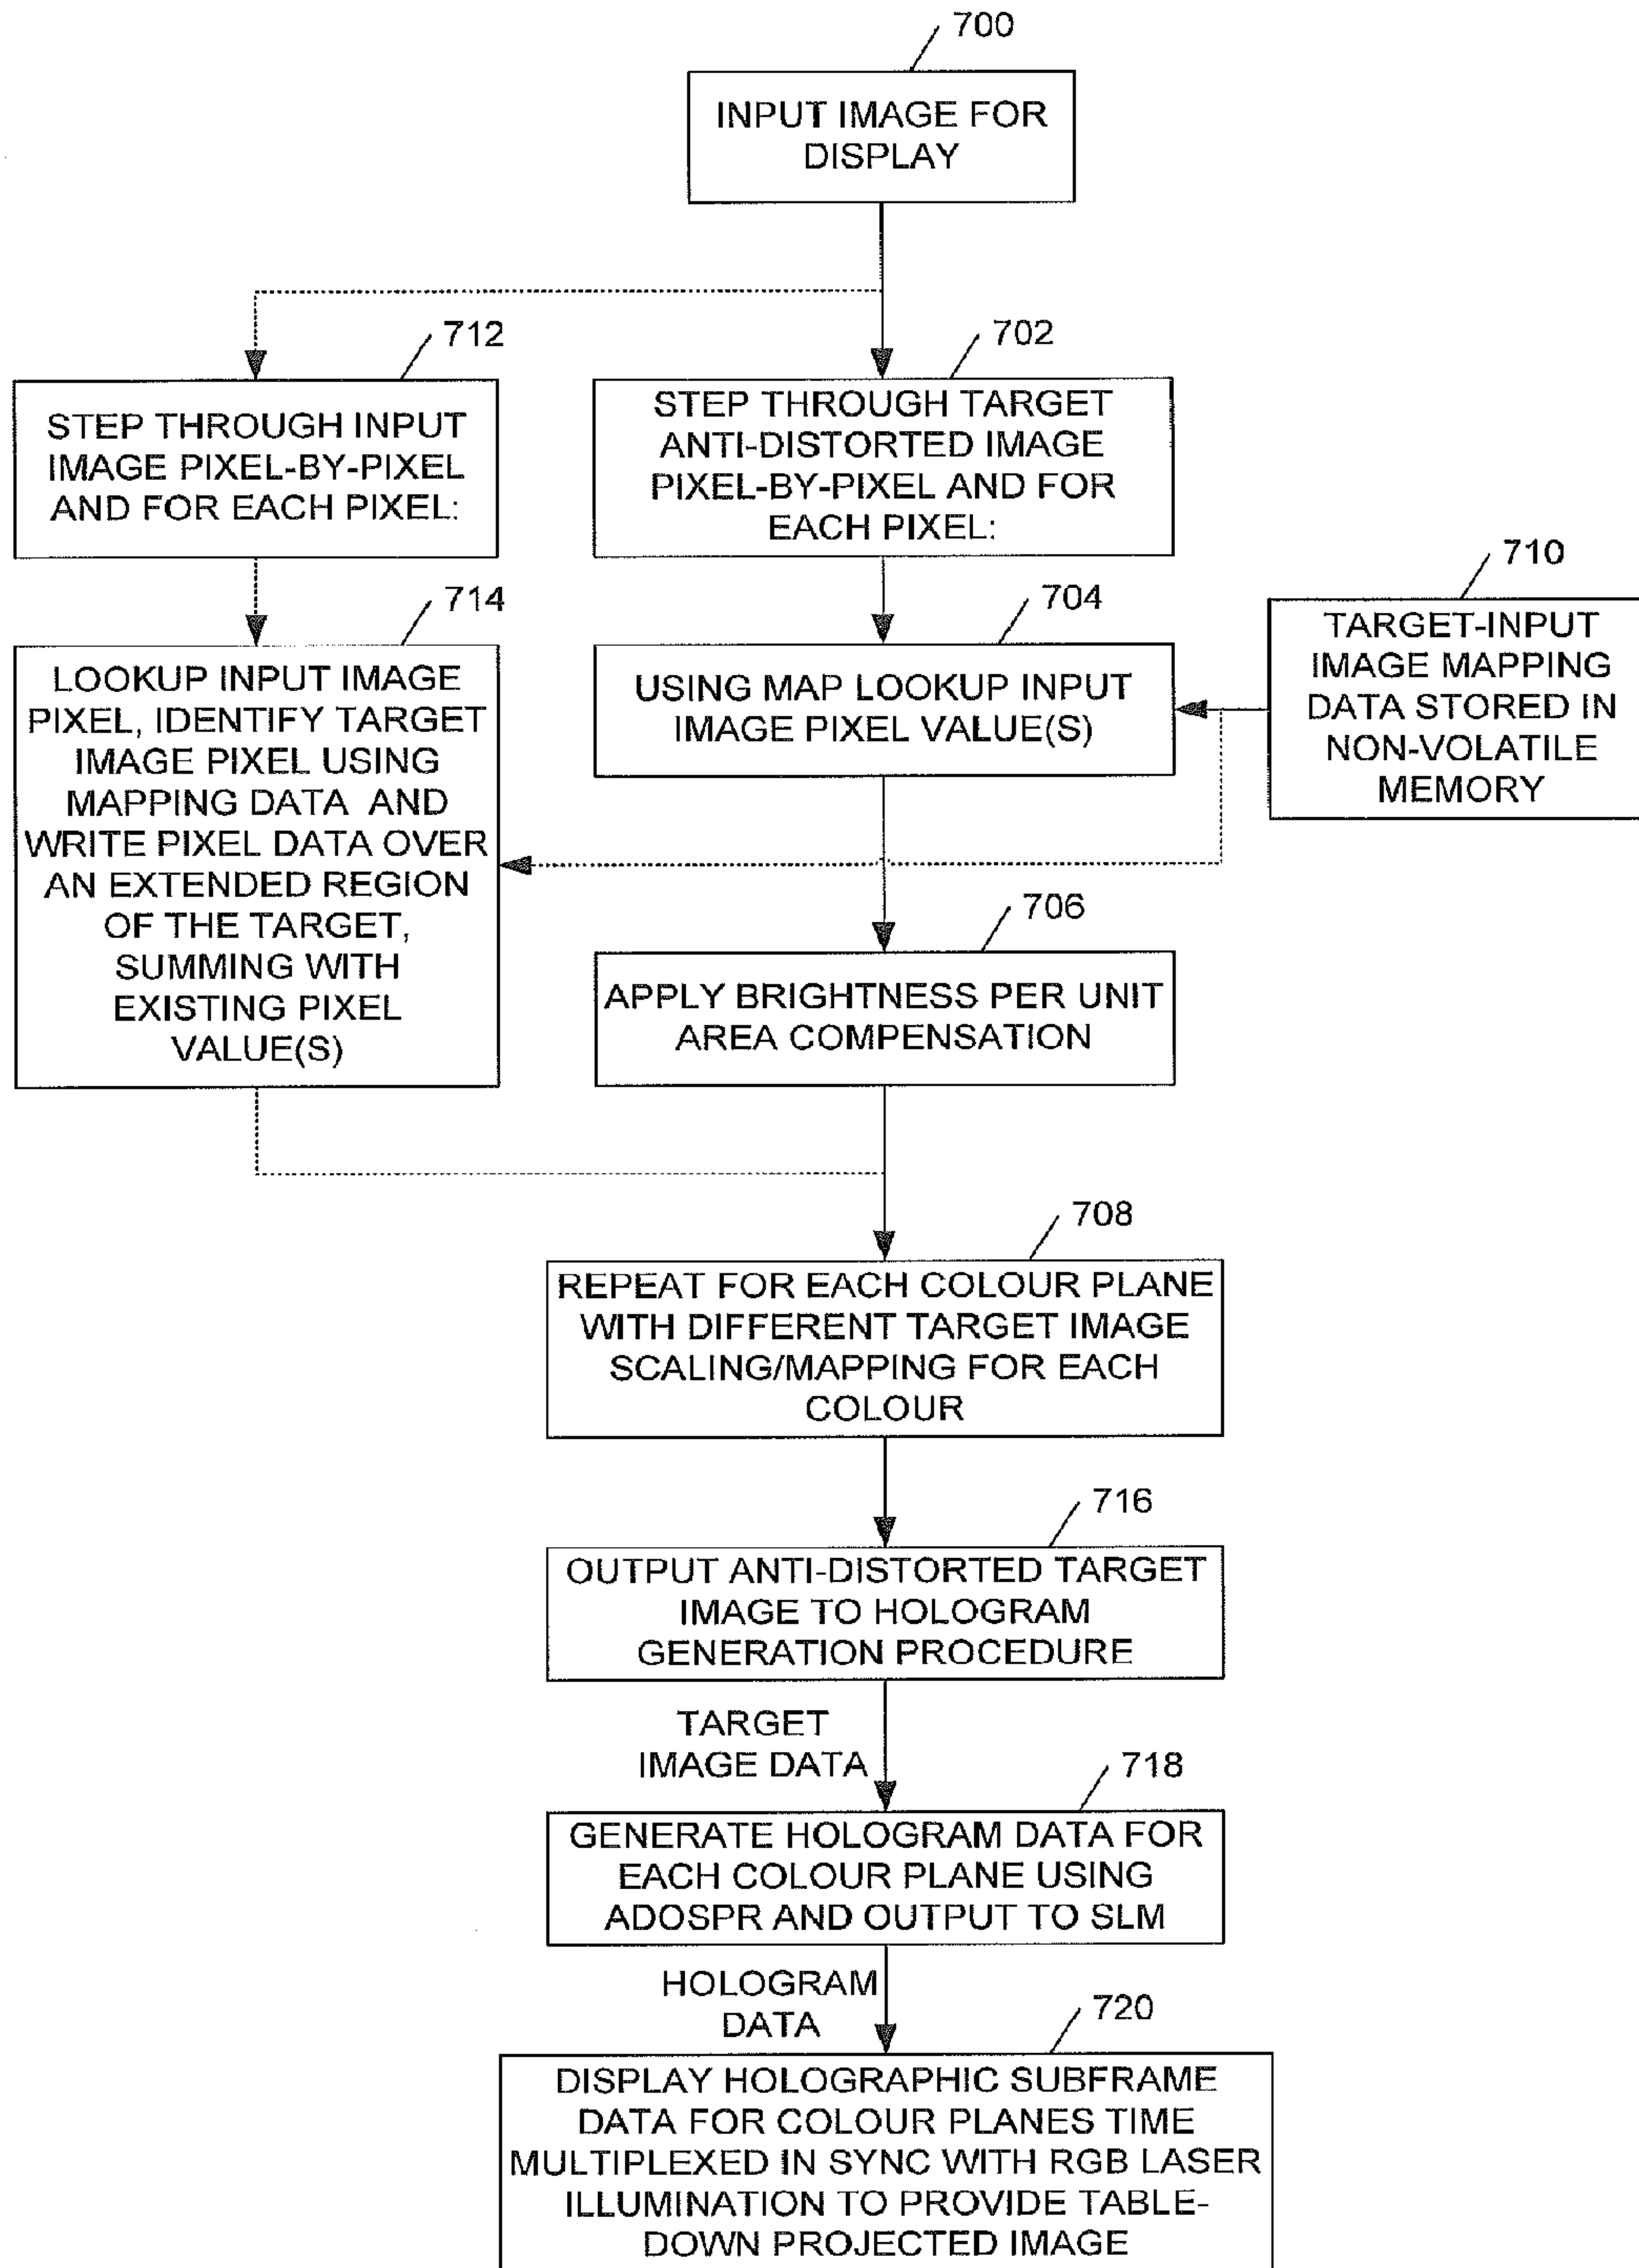 700
INPUT IMAGE FOR
DISPLAY
712
STEP THROUGH INPUT
IMAGE PIXEL-BY-PIXEL
AND FOR EACH PIXEL:
702
STEP THROUGH TARGET
ANTI-DISTORTED IMAGE
PIXEL-BY-PIXEL AND FOR
EACH PIXEL:
714
LOOKUP INPUT IMAGE
PIXEL, IDENTIFY TARGET
IMAGE PIXEL USING
MAPPING DATA AND
WRITE PIXEL DATA OVER
AN EXTENDED REGION
OF THE TARGET,
SUMMING WITH
EXISTING PIXEL
VALUE(S)
704
USING MAP LOOKUP INPUT
IMAGE PIXEL VALUE(S)
710
TARGET-INPUT
IMAGE MAPPING
DATA STORED IN
NON-VOLATILE
MEMORY
706
APPLY BRIGHTNESS PER UNIT
AREA COMPENSATION
708
REPEAT FOR EACH COLOUR PLANE
WITH DIFFERENT TARGET IMAGE
SCALING/MAPPING FOR EACH
COLOUR
716
OUTPUT ANTI-DISTORTED TARGET
IMAGE TO HOLOGRAM
GENERATION PROCEDURE
TARGET
IMAGE DATA
718
GENERATE HOLOGRAM DATA FOR
EACH COLOUR PLANE USING
ADOSPR AND OUTPUT TO SLM
HOLOGRAM
DATA
720
DISPLAY HOLOGRAPHIC SUBFRAME
DATA FOR COLOUR PLANES TIME
MULTIPLEXED IN SYNC WITH RGB LASER
ILLUMINATION TO PROVIDE TABLE-
DOWN PROJECTED IMAGE